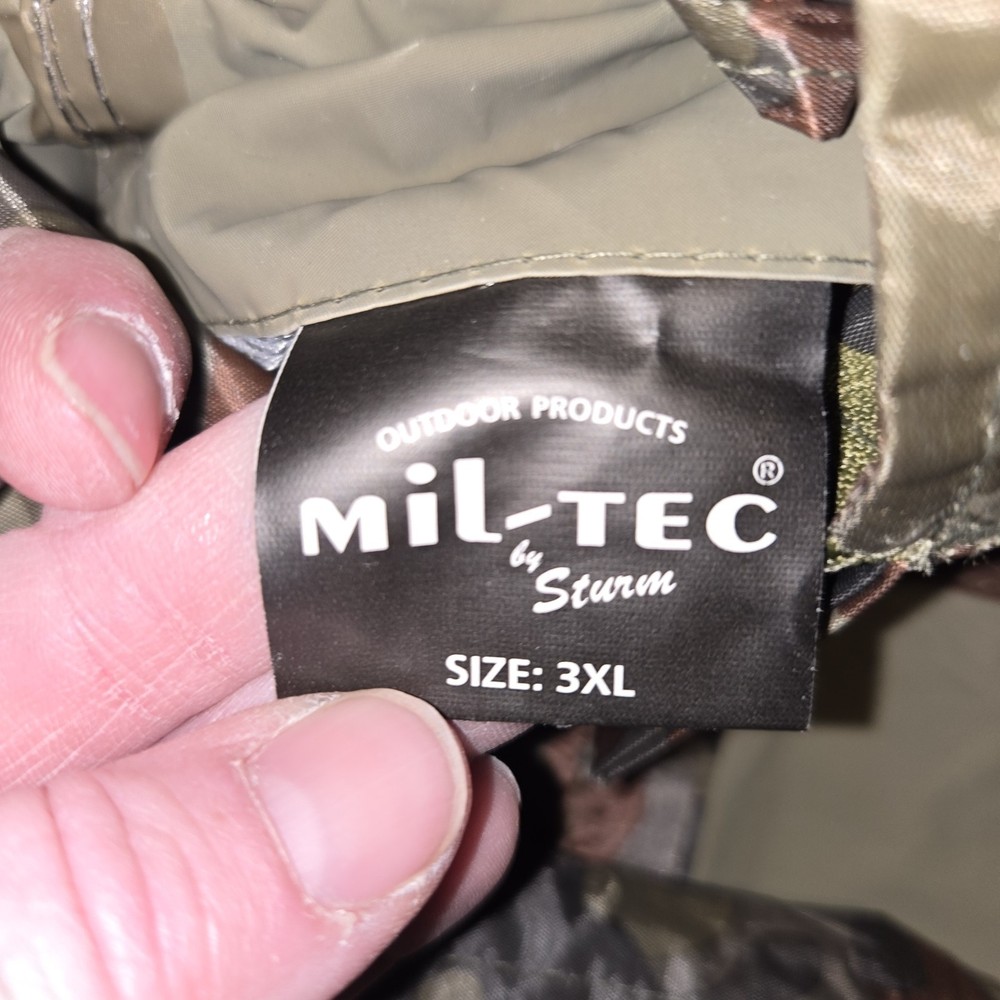 OUTDOOR PRODUCTS
MiL-TEC®
by
Sturm
SIZE: 3XL